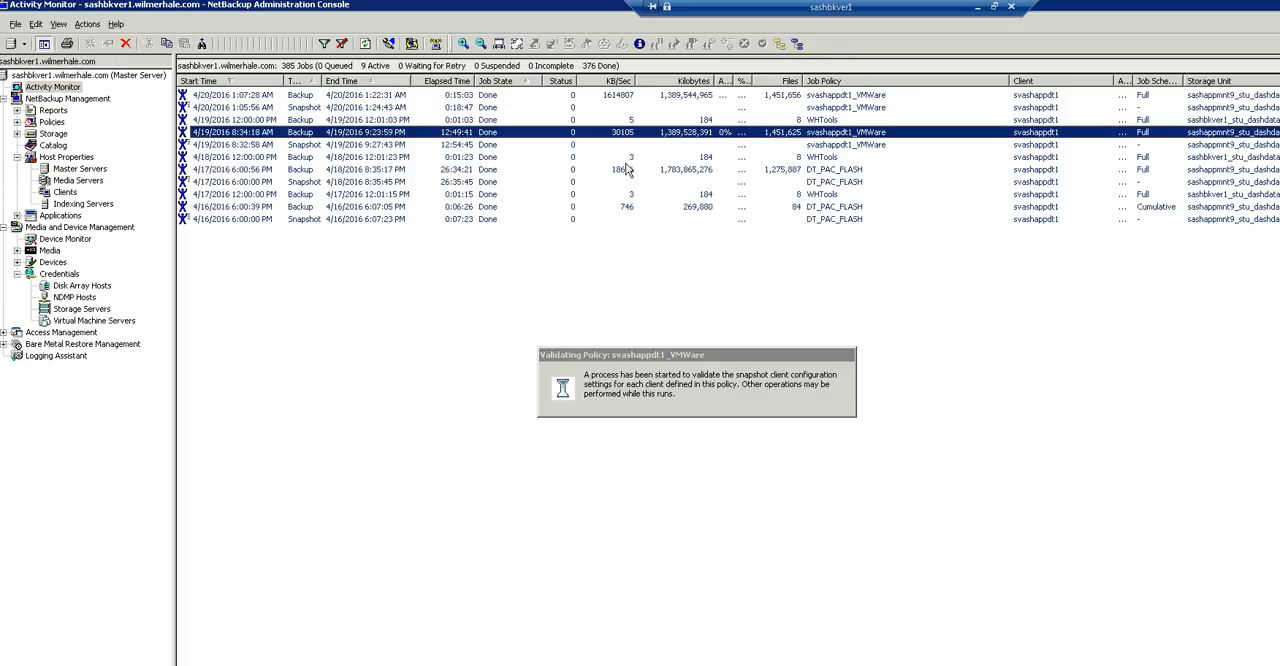 Activity Monitor - sashbkver1.wilmerhale.com - NetBackup Administration Console
sashbkver1
File Edit View Actions Help
sashbkver1.wilmerhale.com
sashbkver1.wilmerhale.com: 385 Jobs (0 Queued 9 Active 0 Waiting for Retry 0 Suspended 0 Incomplete 376 Done)
sashbkver1.wilmerhale.com (Master Server)
Activity Monitor
NetBackup Management
Reports
Policies
Storage
Catalog
Host Properties
Master Servers
Media Servers
Clients
Indexing Servers
Applications
Media and Device Management
Device Monitor
Media
Devices
Credentials
Disk Array Hosts
NDMP Hosts
Storage Servers
Virtual Machine Servers
Access Management
Bare Metal Restore Management
Logging Assistant
Start Time T... End Time Elapsed Time Job State Status KB/Sec Kilobytes A... %... Files Job Policy Client A... Job Sche... Storage Unit
4/20/2016 1:07:28 AM Backup 4/20/2016 1:22:31 AM 0:15:03 Done 0 1614807 1,389,544,965 ... ... 1,451,656 svashappdt1_VMWare svashappdt1 ... Full sashappmnt9_stu_dashdata
4/20/2016 1:05:56 AM Snapshot 4/20/2016 1:24:43 AM 0:18:47 Done 0 ... svashappdt1_VMWare svashappdt1 ... - sashappmnt9_stu_dashdata
4/19/2016 12:00:00 PM Backup 4/19/2016 12:01:03 PM 0:01:03 Done 0 5 184 ... 8 WHTools svashappdt1 ... Full sashbkver1_stu_dashdata
4/19/2016 8:34:18 AM Backup 4/19/2016 9:23:59 PM 12:49:41 Done 0 30105 1,389,528,391 0% ... 1,451,625 svashappdt1_VMWare svashappdt1 ... Full sashappmnt9_stu_dashdata
4/19/2016 8:32:58 AM Snapshot 4/19/2016 9:27:43 PM 12:54:45 Done 0 ... svashappdt1_VMWare svashappdt1 ... - sashappmnt9_stu_dashdata
4/18/2016 12:00:00 PM Backup 4/18/2016 12:01:23 PM 0:01:23 Done 0 3 184 ... 8 WHTools svashappdt1 ... Full sashbkver1_stu_dashdata
4/17/2016 6:00:56 PM Backup 4/18/2016 8:35:17 PM 26:34:21 Done 0 1,783,865,276 ... 1,275,887 DT_PAC_FLASH svashappdt1 ... Full sashappmnt9_stu_dashdata
4/17/2016 6:00:00 PM Snapshot 4/18/2016 8:35:45 PM 26:35:45 Done 0 ... DT_PAC_FLASH svashappdt1 ... - sashappmnt9_stu_dashdata
4/17/2016 12:00:00 PM Backup 4/17/2016 12:01:15 PM 0:01:15 Done 0 3 184 ... 8 WHTools svashappdt1 ... Full sashbkver1_stu_dashdata
4/16/2016 6:00:39 PM Backup 4/16/2016 6:07:05 PM 0:06:26 Done 0 746 269,880 ... 84 DT_PAC_FLASH svashappdt1 ... Cumulative sashappmnt9_stu_dashdata
4/16/2016 6:00:00 PM Snapshot 4/16/2016 6:07:23 PM 0:07:23 Done 0 ... DT_PAC_FLASH svashappdt1 ... - sashappmnt9_stu_dashdata
Validating Policy: svashappdt1_VMWare
A process has been started to validate the snapshot client configuration
settings for each client defined in this policy. Other operations may be
performed while this runs.